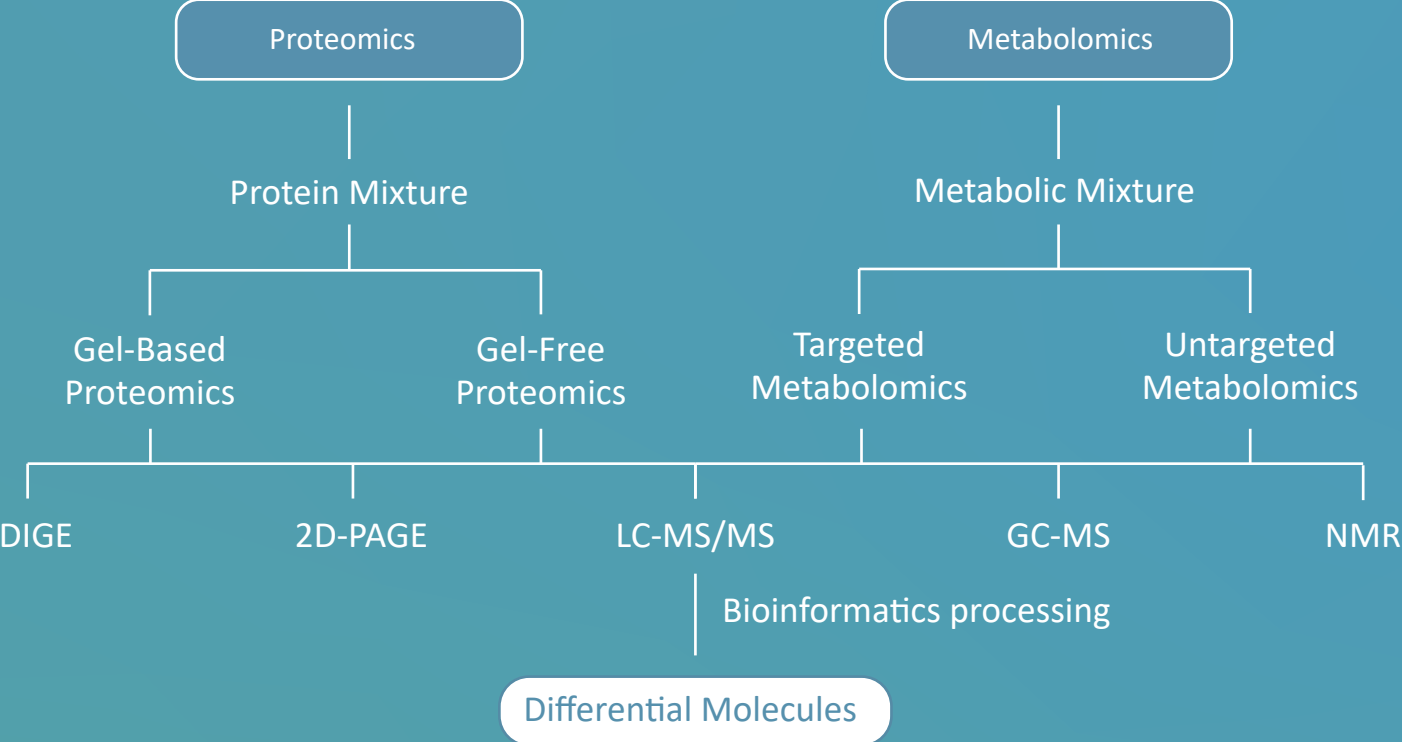 Proteomics
Metabolomics
Protein Mixture
Metabolic Mixture
Gel-Based
Proteomics
Gel-Free
Proteomics
Targeted
Metabolomics
Untargeted
Metabolomics
DIGE
2D-PAGE
LC-MS/MS
GC-MS
NMR
Bioinformatics processing
Differential Molecules